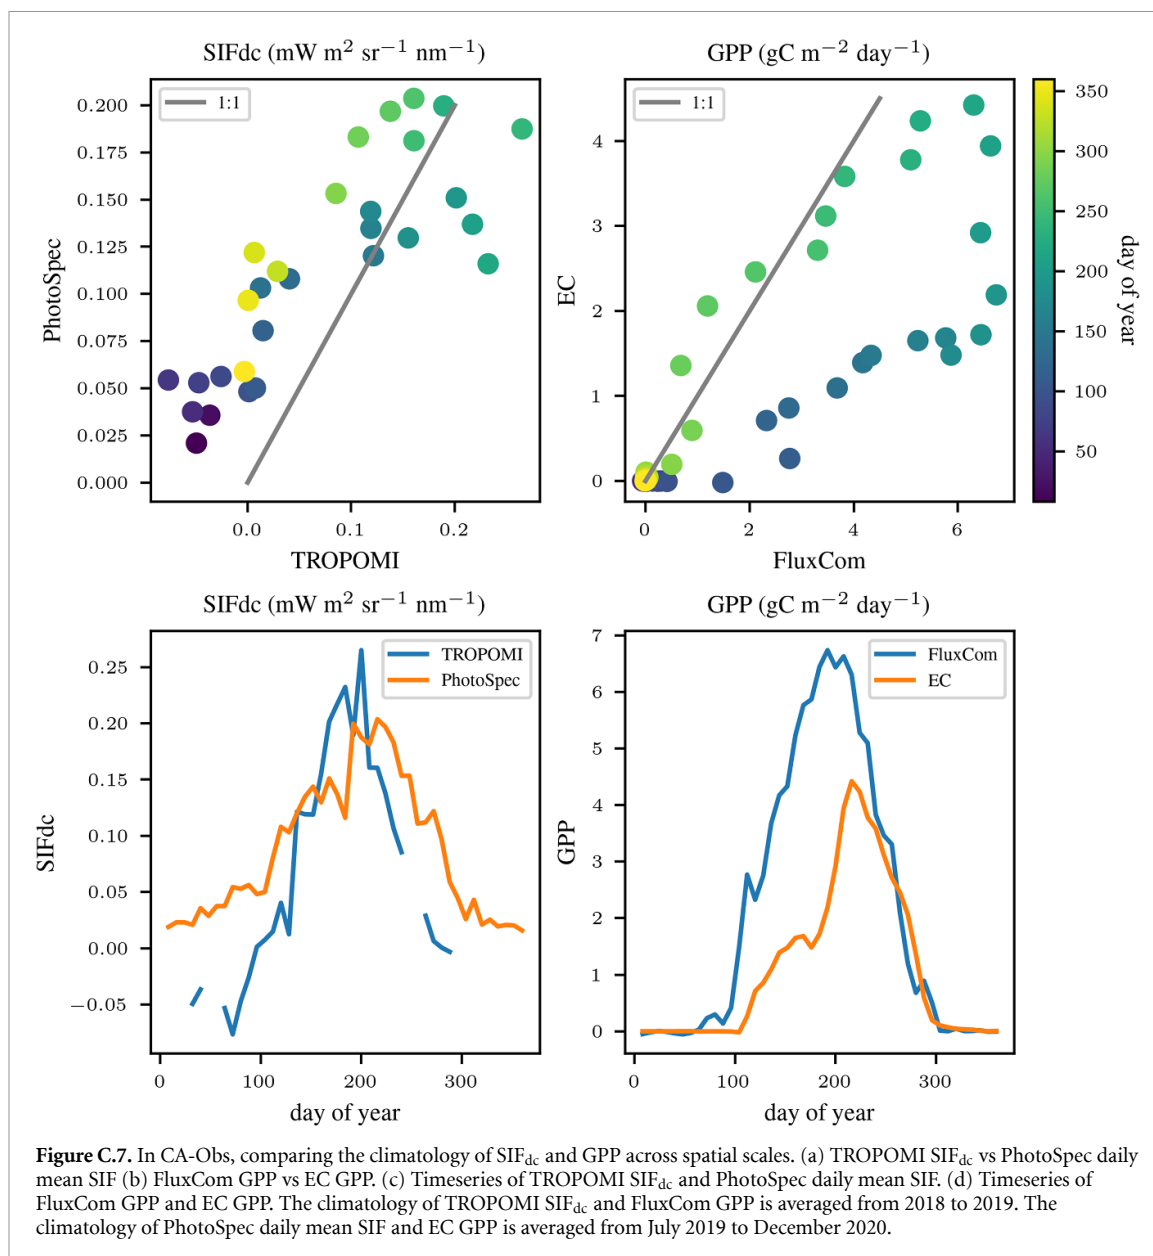 SIFdc (mW m² sr⁻¹ nm⁻¹)
1:1
0.200
0.175
0.150
0.125
0.100
0.075
0.050
0.025
0.000
PhotoSpec
0.0 0.1 0.2
TROPOMI
GPP (gC m⁻² day⁻¹)
1:1
4
3
2
1
0
EC
0 2 4 6
FluxCom
350
300
250
200
150
100
50
day of year
SIFdc (mW m² sr⁻¹ nm⁻¹)
TROPOMI
PhotoSpec
0.25
0.20
0.15
0.10
0.05
0.00
−0.05
SIFdc
0 100 200 300
day of year
GPP (gC m⁻² day⁻¹)
FluxCom
EC
7
6
5
4
3
2
1
0
GPP
0 100 200 300
day of year
Figure C.7. In CA-Obs, comparing the climatology of SIFdc and GPP across spatial scales. (a) TROPOMI SIFdc vs PhotoSpec daily
mean SIF (b) FluxCom GPP vs EC GPP. (c) Timeseries of TROPOMI SIFdc and PhotoSpec daily mean SIF. (d) Timeseries of
FluxCom GPP and EC GPP. The climatology of TROPOMI SIFdc and FluxCom GPP is averaged from 2018 to 2019. The
climatology of PhotoSpec daily mean SIF and EC GPP is averaged from July 2019 to December 2020.